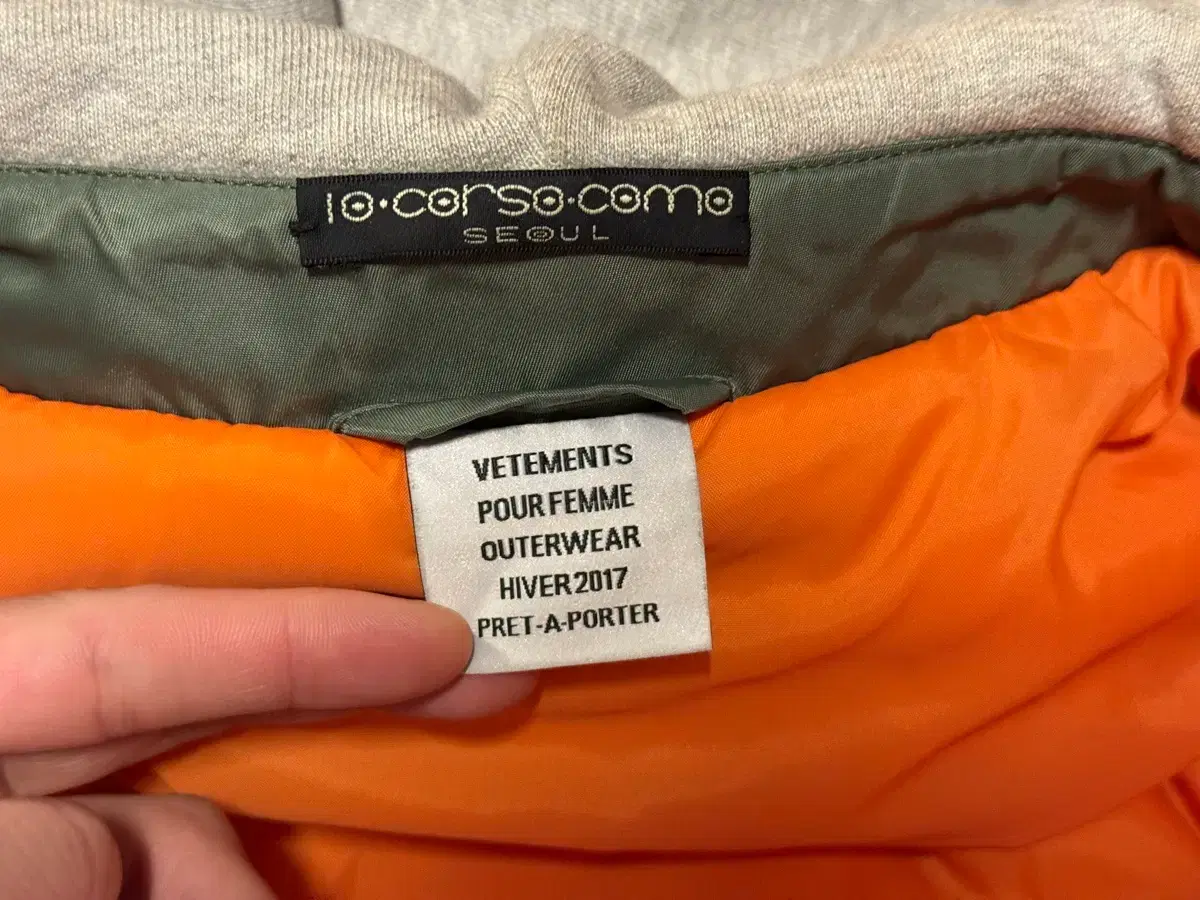 10·corso·como
SEOUL
VETEMENTS
POUR FEMME
OUTERWEAR
HIVER 2017
PRET-A-PORTER